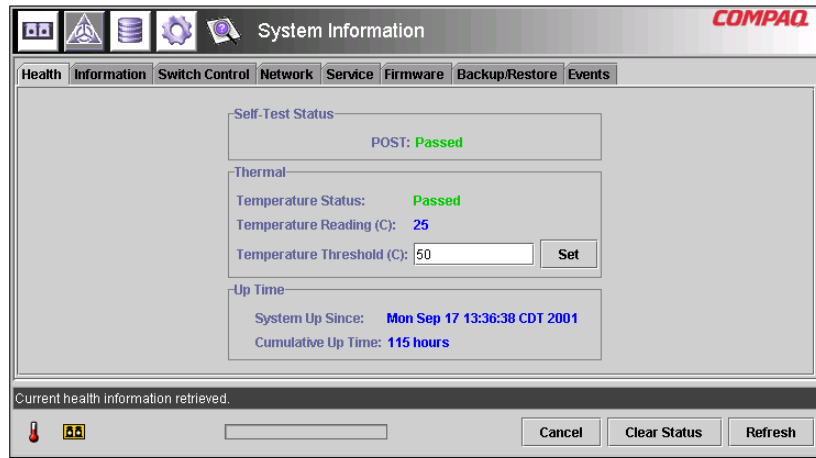 System Information
COMPAQ
Health Information Switch Control Network Service Firmware Backup/Restore Events
Self-Test Status
POST: Passed
Thermal
Temperature Status: Passed
Temperature Reading (C): 25
Temperature Threshold (C): 50 Set
Up Time
System Up Since: Mon Sep 17 13:36:38 CDT 2001
Cumulative Up Time: 115 hours
Current health information retrieved.
Cancel Clear Status Refresh